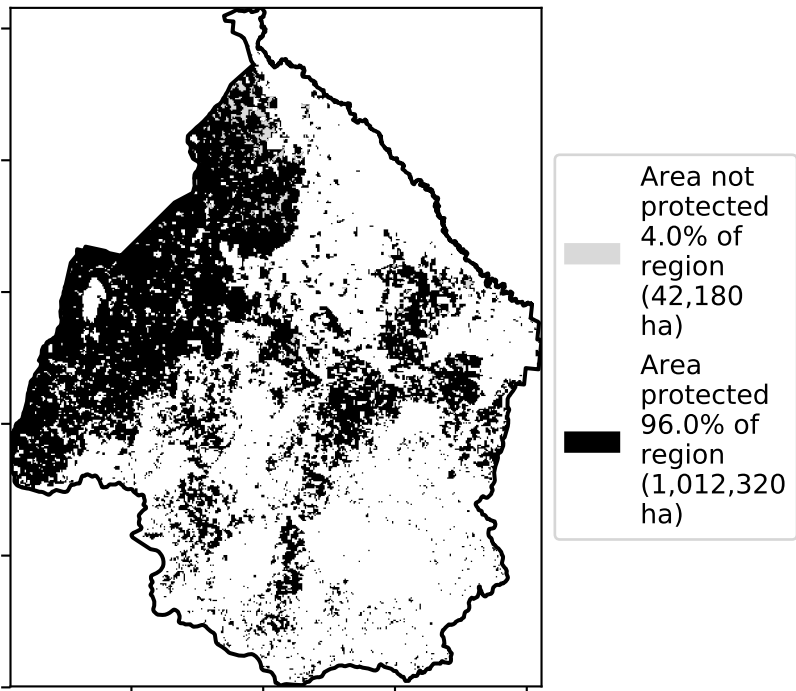 Area not
protected
4.0% of
region
(42,180
ha)
Area
protected
96.0% of
region
(1,012,320
ha)